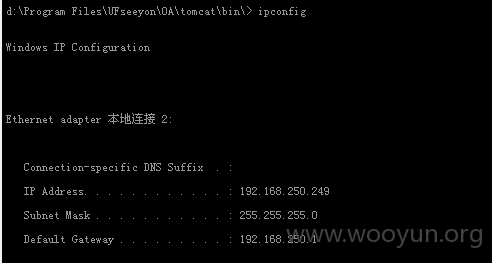 d:\Program Files\UFseeyon\OA\tomcat\bin\> ipconfig
Windows IP Configuration
Ethernet adapter 本地连接 2:
Connection-specific DNS Suffix . :
IP Address. . . . . . . . . . . . : 192.168.250.249
Subnet Mask . . . . . . . . . . . : 255.255.255.0
Default Gateway . . . . . . . . . : 192.168.250.1
www.wooyun.org